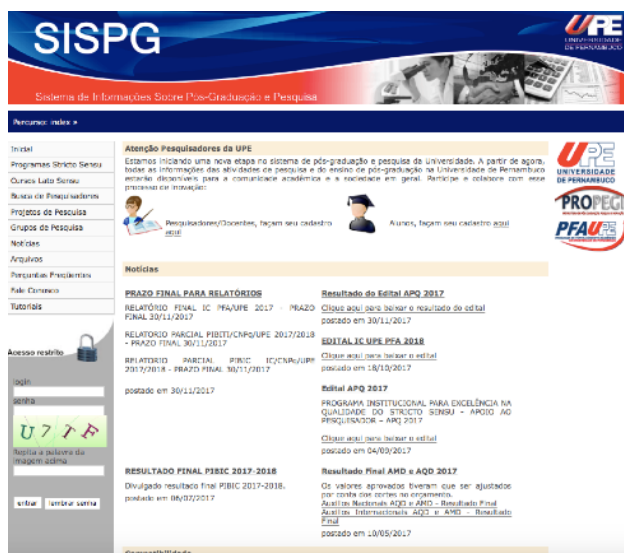 SISPG
UPE
UNIVERSIDADE
DE PERNAMBUCO
Sistema de Informações Sobre Pós-Graduação e Pesquisa
Percurso: index »
Inicial
Programas Stricto Sensu
Cursos Lato Sensu
Busca de Pesquisadores
Projetos de Pesquisa
Grupos de Pesquisa
Notícias
Arquivos
Perguntas Freqüentes
Fale Conosco
Tutoriais
Acesso restrito
login
senha
U7TF
Repita a palavra da
imagem acima
entrar
lembrar senha
Atenção Pesquisadores da UPE
Estamos iniciando uma nova etapa no sistema de pós-graduação e pesquisa da Universidade. A partir de agora,
todas as informações das atividades de pesquisa e do ensino de pós-graduação na Universidade de Pernambuco
estarão disponíveis para a comunidade acadêmica e a sociedade em geral. Participe e colabore com esse
processo de inovação:
Pesquisadores/Docentes, façam seu cadastro
aqui
Alunos, façam seu cadastro aqui
Notícias
PRAZO FINAL PARA RELATÓRIOS
RELATÓRIO FINAL IC PFA/UPE 2017 - PRAZO
FINAL 30/11/2017
RELATORIO PARCIAL PIBITI/CNPq/UPE 2017/2018
- PRAZO FINAL 30/11/2017
RELATORIO PARCIAL PIBIC IC/CNPq/UPE
2017/2018 - PRAZO FINAL 30/11/2017
postado em 30/11/2017
Resultado do Edital APQ 2017
Clique aqui para baixar o resultado do edital
postado em 30/11/2017
EDITAL IC UPE PFA 2018
Clique aqui para baixar o edital
postado em 18/10/2017
Edital APQ 2017
PROGRAMA INSTITUCIONAL PARA EXCELÊNCIA NA
QUALIDADE DO STRICTO SENSU - APOIO AO
PESQUISADOR - APQ 2017
Clique aqui para baixar o edital
postado em 04/09/2017
RESULTADO FINAL PIBIC 2017-2018
Divulgado resultado final PIBIC 2017-2018.
postado em 06/07/2017
Resultado Final AMD e AQD 2017
Os valores aprovados tiveram que ser ajustados
por conta dos cortes no orçamento.
Auxílios Nacionais AQD e AMD - Resultado Final
Auxílios Internacionais AQD e AMD - Resultado
Final
postado em 10/05/2017
Compatibilidade
UPE
UNIVERSIDADE
DE PERNAMBUCO
PROPEGI
PFAUPE